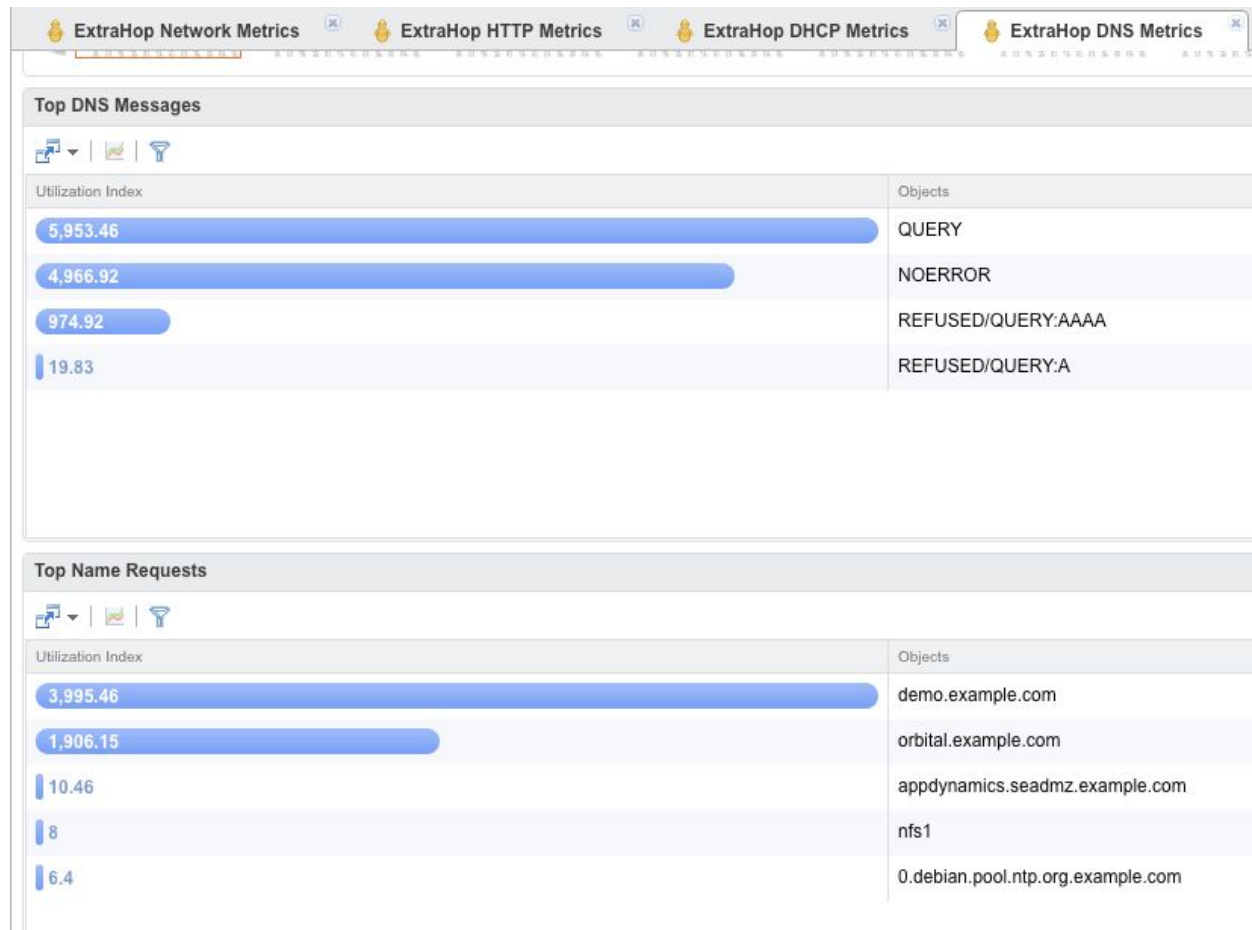 ExtraHop Network Metrics ExtraHop HTTP Metrics ExtraHop DHCP Metrics ExtraHop DNS Metrics
Top DNS Messages
Utilization Index Objects
5,953.46 QUERY
4,966.92 NOERROR
974.92 REFUSED/QUERY:AAAA
19.83 REFUSED/QUERY:A
Top Name Requests
Utilization Index Objects
3,995.46 demo.example.com
1,906.15 orbital.example.com
10.46 appdynamics.seadmz.example.com
8 nfs1
6.4 0.debian.pool.ntp.org.example.com